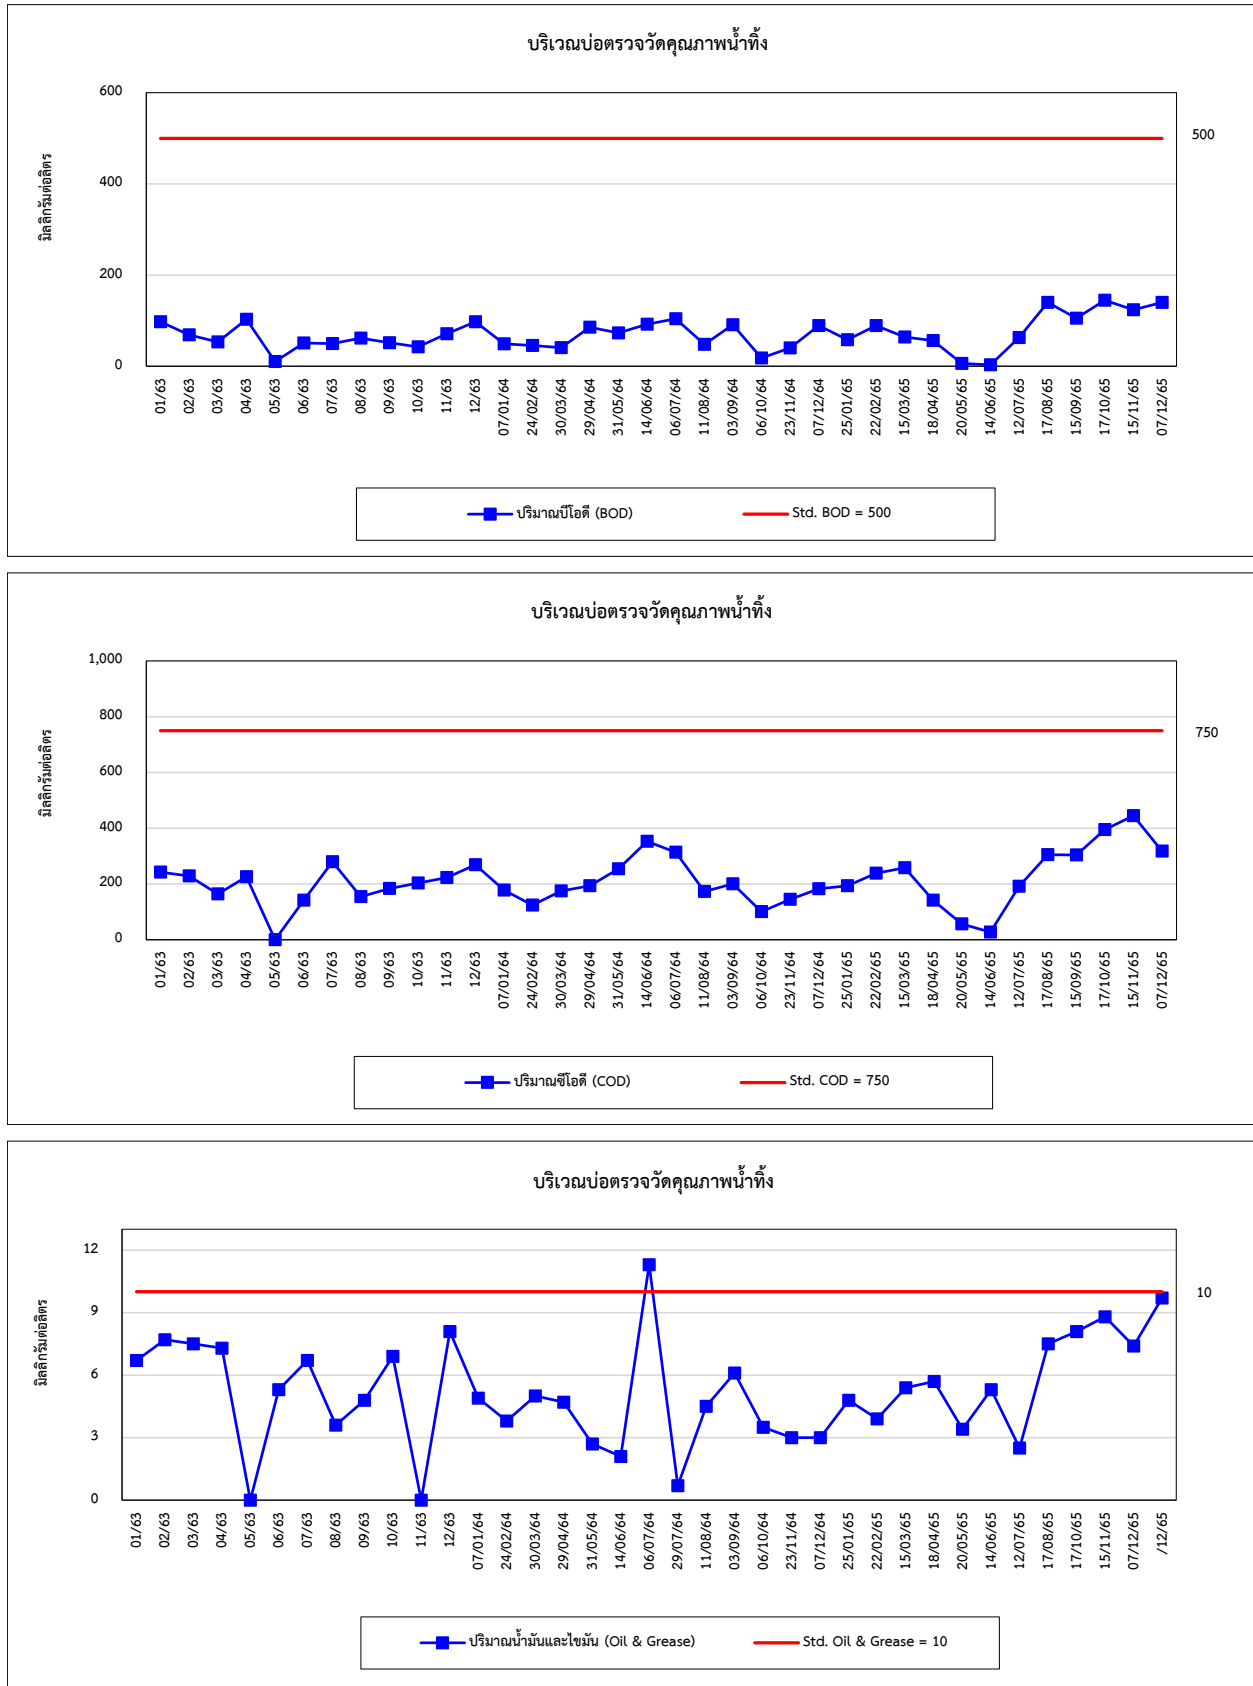 บริเวณบ่อตรวจวัดคุณภาพน้ำทิ้ง
มิลลิกรัมต่อลิตร
600
400
200
0
500
01/63 02/63 03/63 04/63 05/63 06/63 07/63 08/63 09/63 10/63 11/63 12/63 07/01/64 24/02/64 30/03/64 29/04/64 31/05/64 14/06/64 06/07/64 11/08/64 03/09/64 06/10/64 23/11/64 07/12/64 25/01/65 22/02/65 15/03/65 18/04/65 20/05/65 14/06/65 12/07/65 17/08/65 15/09/65 17/10/65 15/11/65 07/12/65
ปริมาณบีโอดี (BOD) Std. BOD = 500
บริเวณบ่อตรวจวัดคุณภาพน้ำทิ้ง
มิลลิกรัมต่อลิตร
1,000
800
600
400
200
0
750
01/63 02/63 03/63 04/63 05/63 06/63 07/63 08/63 09/63 10/63 11/63 12/63 07/01/64 24/02/64 30/03/64 29/04/64 31/05/64 14/06/64 06/07/64 11/08/64 03/09/64 06/10/64 23/11/64 07/12/64 25/01/65 22/02/65 15/03/65 18/04/65 20/05/65 14/06/65 12/07/65 17/08/65 15/09/65 17/10/65 15/11/65 07/12/65
ปริมาณซีโอดี (COD) Std. COD = 750
บริเวณบ่อตรวจวัดคุณภาพน้ำทิ้ง
มิลลิกรัมต่อลิตร
12
9
6
3
0
10
01/63 02/63 03/63 04/63 05/63 06/63 07/63 08/63 09/63 10/63 11/63 12/63 07/01/64 24/02/64 30/03/64 29/04/64 31/05/64 14/06/64 06/07/64 29/07/64 11/08/64 03/09/64 06/10/64 23/11/64 07/12/64 25/01/65 22/02/65 15/03/65 18/04/65 20/05/65 14/06/65 12/07/65 17/08/65 17/10/65 15/11/65 07/12/65 /12/65
ปริมาณน้ำมันและไขมัน (Oil & Grease) Std. Oil & Grease = 10